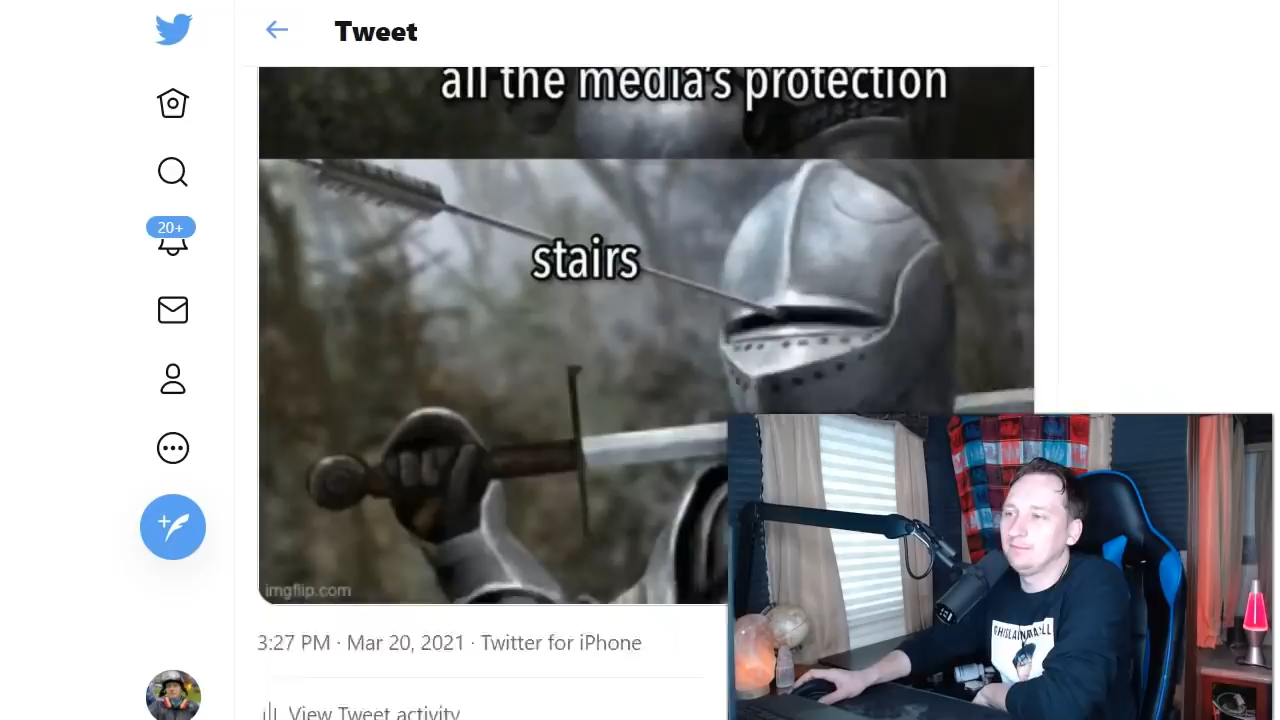 Tweet
all the media's protection
20+
stairs
imgflip.com
3:27 PM · Mar 20, 2021 · Twitter for iPhone
View Tweet activity